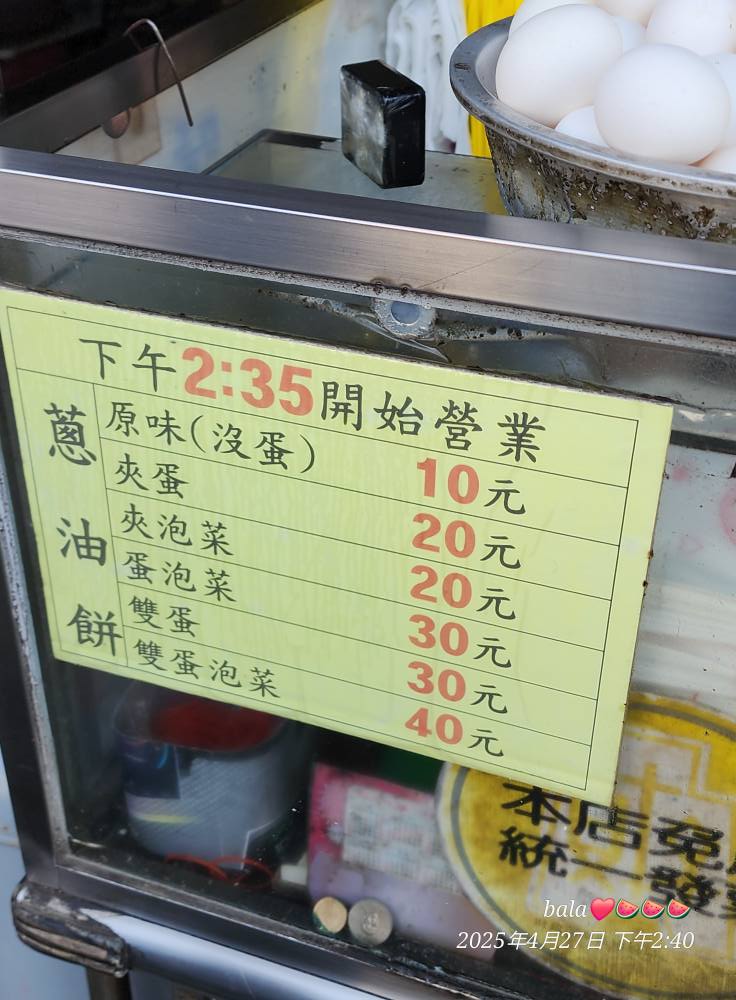 下午2:35開始營業
蔥油餅
原味(沒蛋) 10元
夾蛋 20元
夾泡菜 20元
蛋泡菜 30元
雙蛋 30元
雙蛋泡菜 40元
本店免
統一發
bala❤️🍉🍉🍉
2025年4月27日 下午2:40